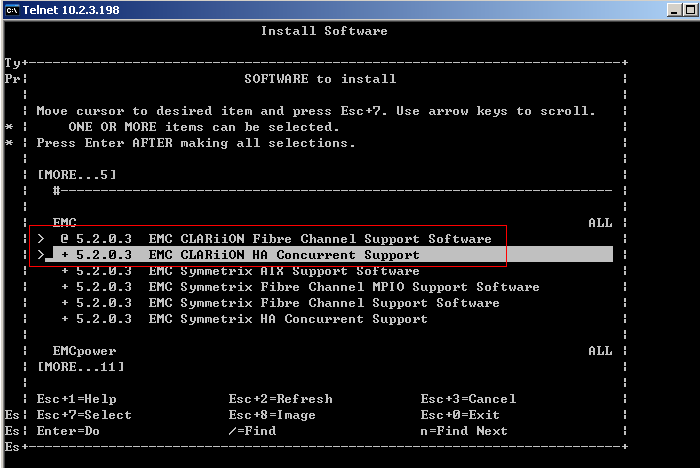 Telnet 10.2.3.198
Install Software
Ty+------------------------------------------------------------------------+
Pr| SOFTWARE to install |
| Move cursor to desired item and press Esc+7. Use arrow keys to scroll. |
* | ONE OR MORE items can be selected. |
* | Press Enter AFTER making all selections. |
| [MORE...5] |
| #--------------------------------------------------------------------- |
| EMC ALL |
| > @ 5.2.0.3 EMC CLARiiON Fibre Channel Support Software |
| > + 5.2.0.3 EMC CLARiiON HA Concurrent Support |
| + 5.2.0.3 EMC Symmetrix AIX Support Software |
| + 5.2.0.3 EMC Symmetrix Fibre Channel MPIO Support Software |
| + 5.2.0.3 EMC Symmetrix Fibre Channel Support Software |
| + 5.2.0.3 EMC Symmetrix HA Concurrent Support |
| EMCpower ALL |
| [MORE...11] |
| Esc+1=Help Esc+2=Refresh Esc+3=Cancel |
Es| Esc+7=Select Esc+8=Image Esc+0=Exit |
Es| Enter=Do /=Find n=Find Next |
Es+------------------------------------------------------------------------+